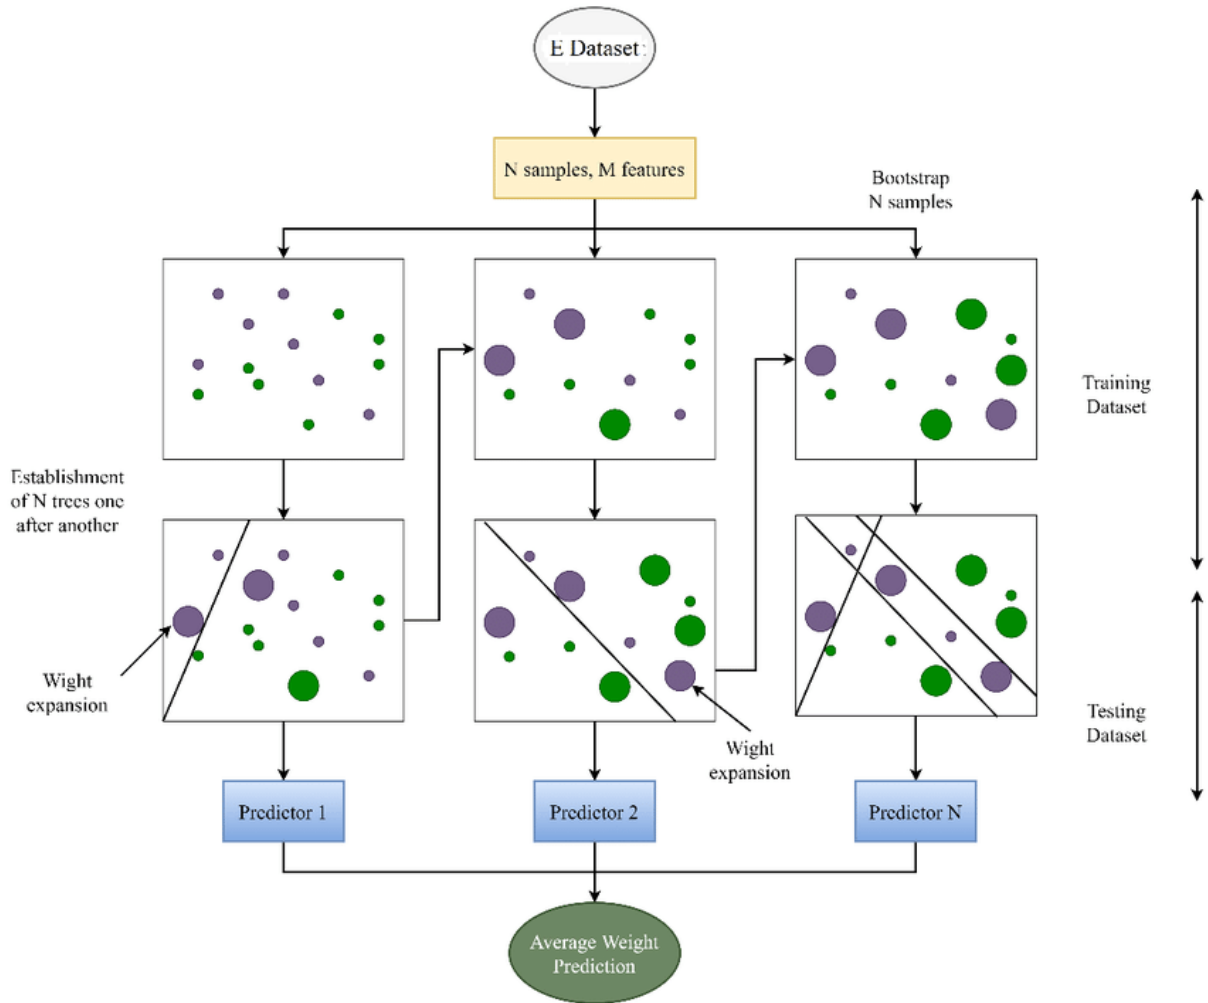 E Dataset:
N samples, M features
Bootstrap
N samples
Training
Dataset
Establishment
of N trees one
after another
Wight
expansion
Wight
expansion
Testing
Dataset
Predictor 1
Predictor 2
Predictor N
Average Weight
Prediction